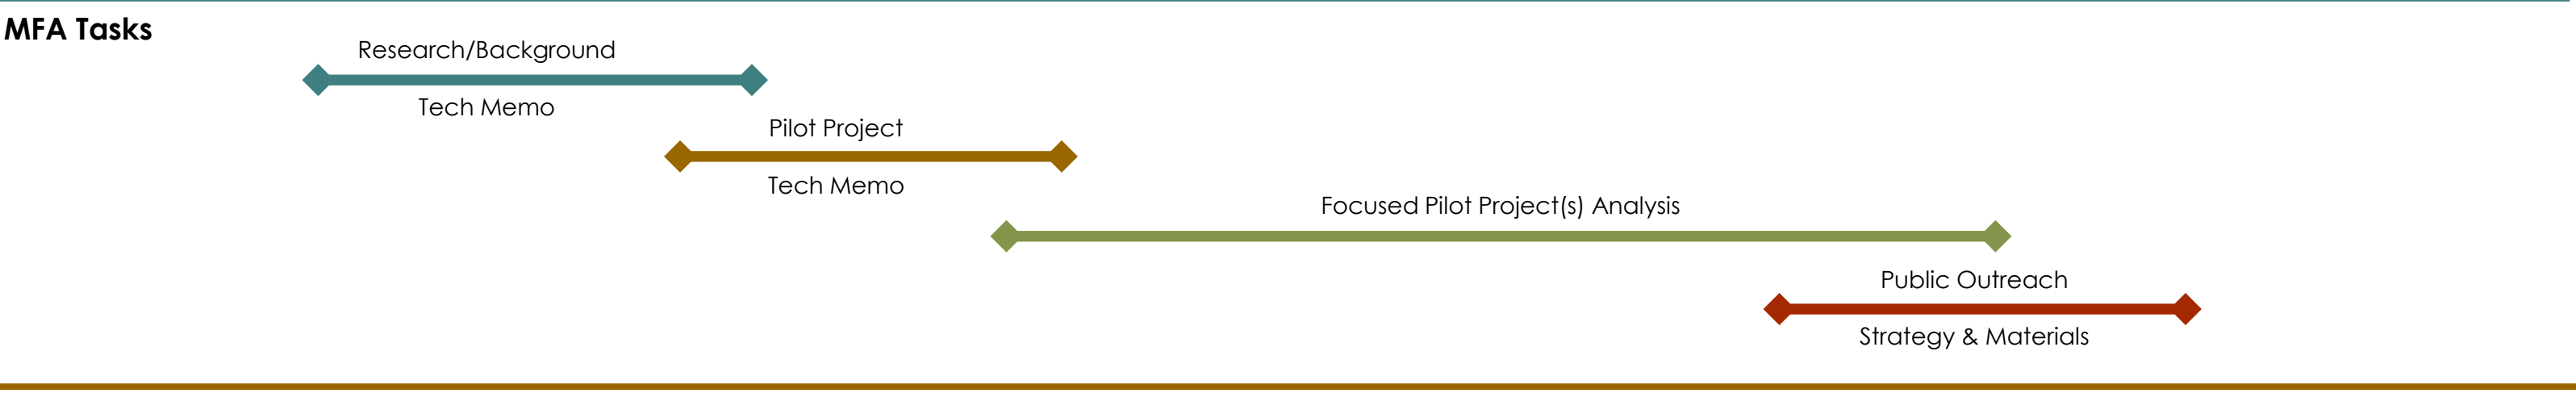 MFA Tasks
Research/Background
Tech Memo
Pilot Project
Tech Memo
Focused Pilot Project(s) Analysis
Public Outreach
Strategy & Materials